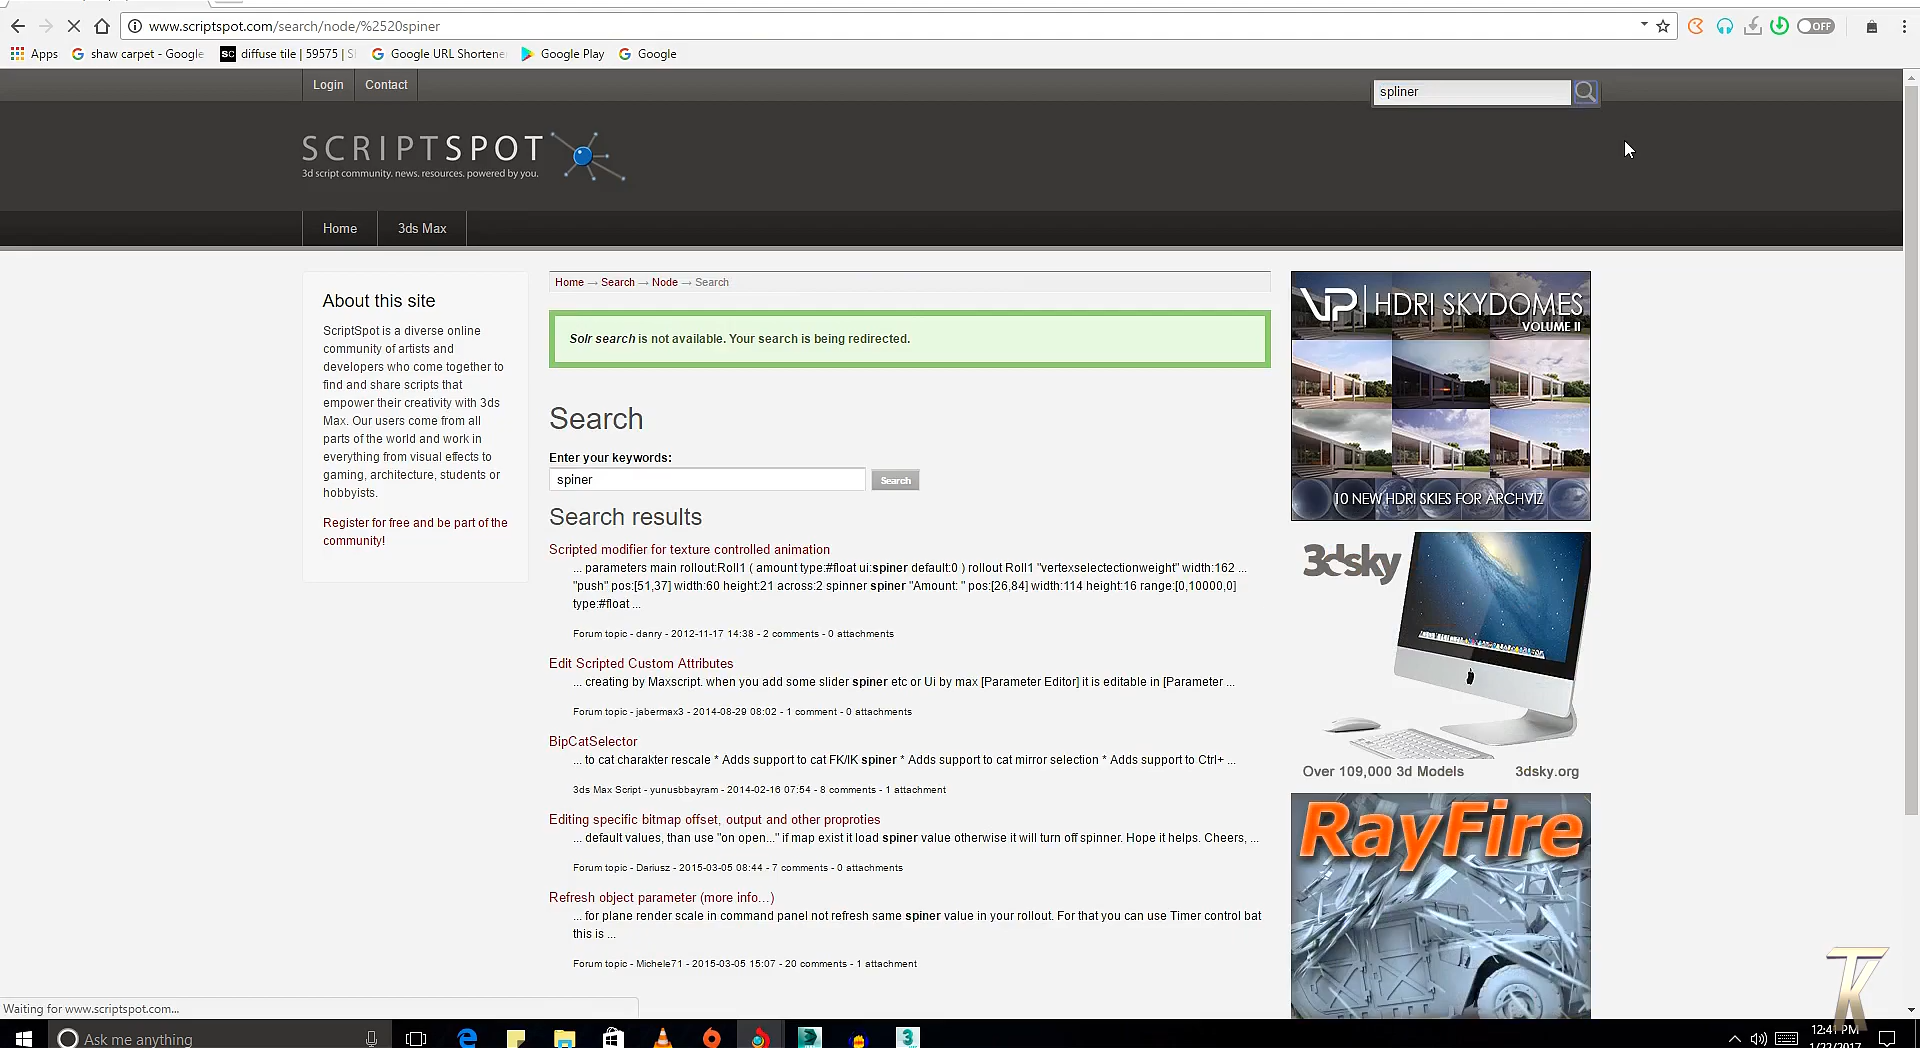 www.scriptspot.com/search/node/%2520spiner
OFF
Apps
shaw carpet - Google
diffuse tile | 59575 |
Google URL Shortene
Google Play
Google
Login
Contact
spliner
SCRIPTSPOT
3d script community. news. resources. powered by you.
Home
3ds Max
About this site
ScriptSpot is a diverse online
community of artists and
developers who come together to
find and share scripts that
empower their creativity with 3ds
Max. Our users come from all
parts of the world and work in
everything from visual effects to
gaming, architecture, students or
hobbyists.
Register for free and be part of the
community!
Home → Search → Node → Search
Solr search is not available. Your search is being redirected.
Search
Enter your keywords:
spiner
Search
Search results
Scripted modifier for texture controlled animation
... parameters main rollout:Roll1 ( amount type:#float ui:spiner default:0 ) rollout Roll1 "vertexselectectionweight" width:162 ...
"push" pos:[51,37] width:60 height:21 across:2 spinner spiner "Amount: " pos:[26,84] width:114 height:16 range:[0,10000,0]
type:#float ...
Forum topic - danry - 2012-11-17 14:38 - 2 comments - 0 attachments
Edit Scripted Custom Attributes
... creating by Maxscript. when you add some slider spiner etc or Ui by max [Parameter Editor] it is editable in [Parameter ...
Forum topic - jabermax3 - 2014-08-29 08:02 - 1 comment - 0 attachments
BipCatSelector
... to cat charakter rescale * Adds support to cat FK/IK spiner * Adds support to cat mirror selection * Adds support to Ctrl+ ...
3ds Max Script - yunusbbayram - 2014-02-16 07:54 - 8 comments - 1 attachment
Editing specific bitmap offset, output and other proproties
... default values, than use "on open..." if map exist it load spiner value otherwise it will turn off spinner. Hope it helps. Cheers, ...
Forum topic - Dariusz - 2015-03-05 08:44 - 7 comments - 0 attachments
Refresh object parameter (more info...)
... for plane render scale in command panel not refresh same spiner value in your rollout. For that you can use Timer control bat
this is ...
Forum topic - Michele71 - 2015-03-05 15:07 - 20 comments - 1 attachment
VP | HDRI SKYDOMES
VOLUME II
10 NEW HDRI SKIES FOR ARCHVIZ
3dsky
Over 109,000 3d Models
3dsky.org
RayFire
TK
Waiting for www.scriptspot.com...
Ask me anything
12:41 PM
1/22/2017